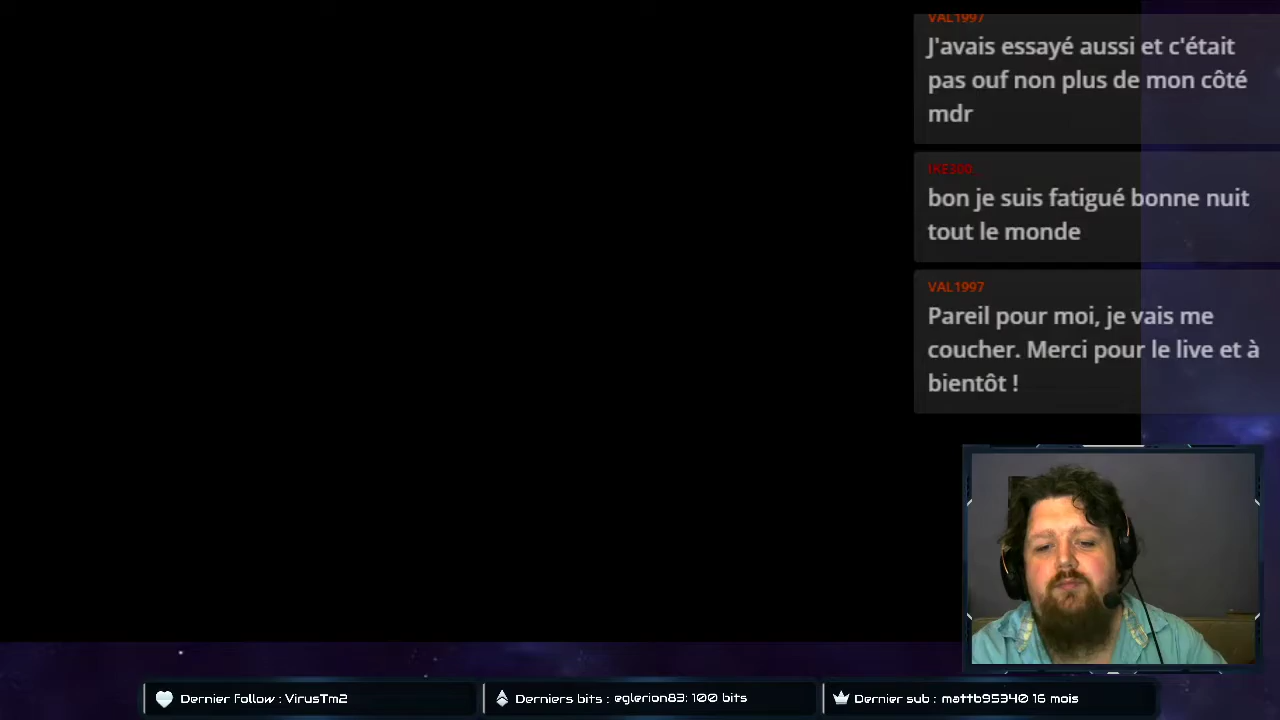 VAL1997
J'avais essayé aussi et c'était
pas ouf non plus de mon côté
mdr
IKE300...
bon je suis fatigué bonne nuit
tout le monde
VAL1997
Pareil pour moi, je vais me
coucher. Merci pour le live et à
bientôt !
Dernier Follow : VirusTm2
Derniers bits : eglerion83: 100 bits
Dernier sub : mattb95340 16 mois